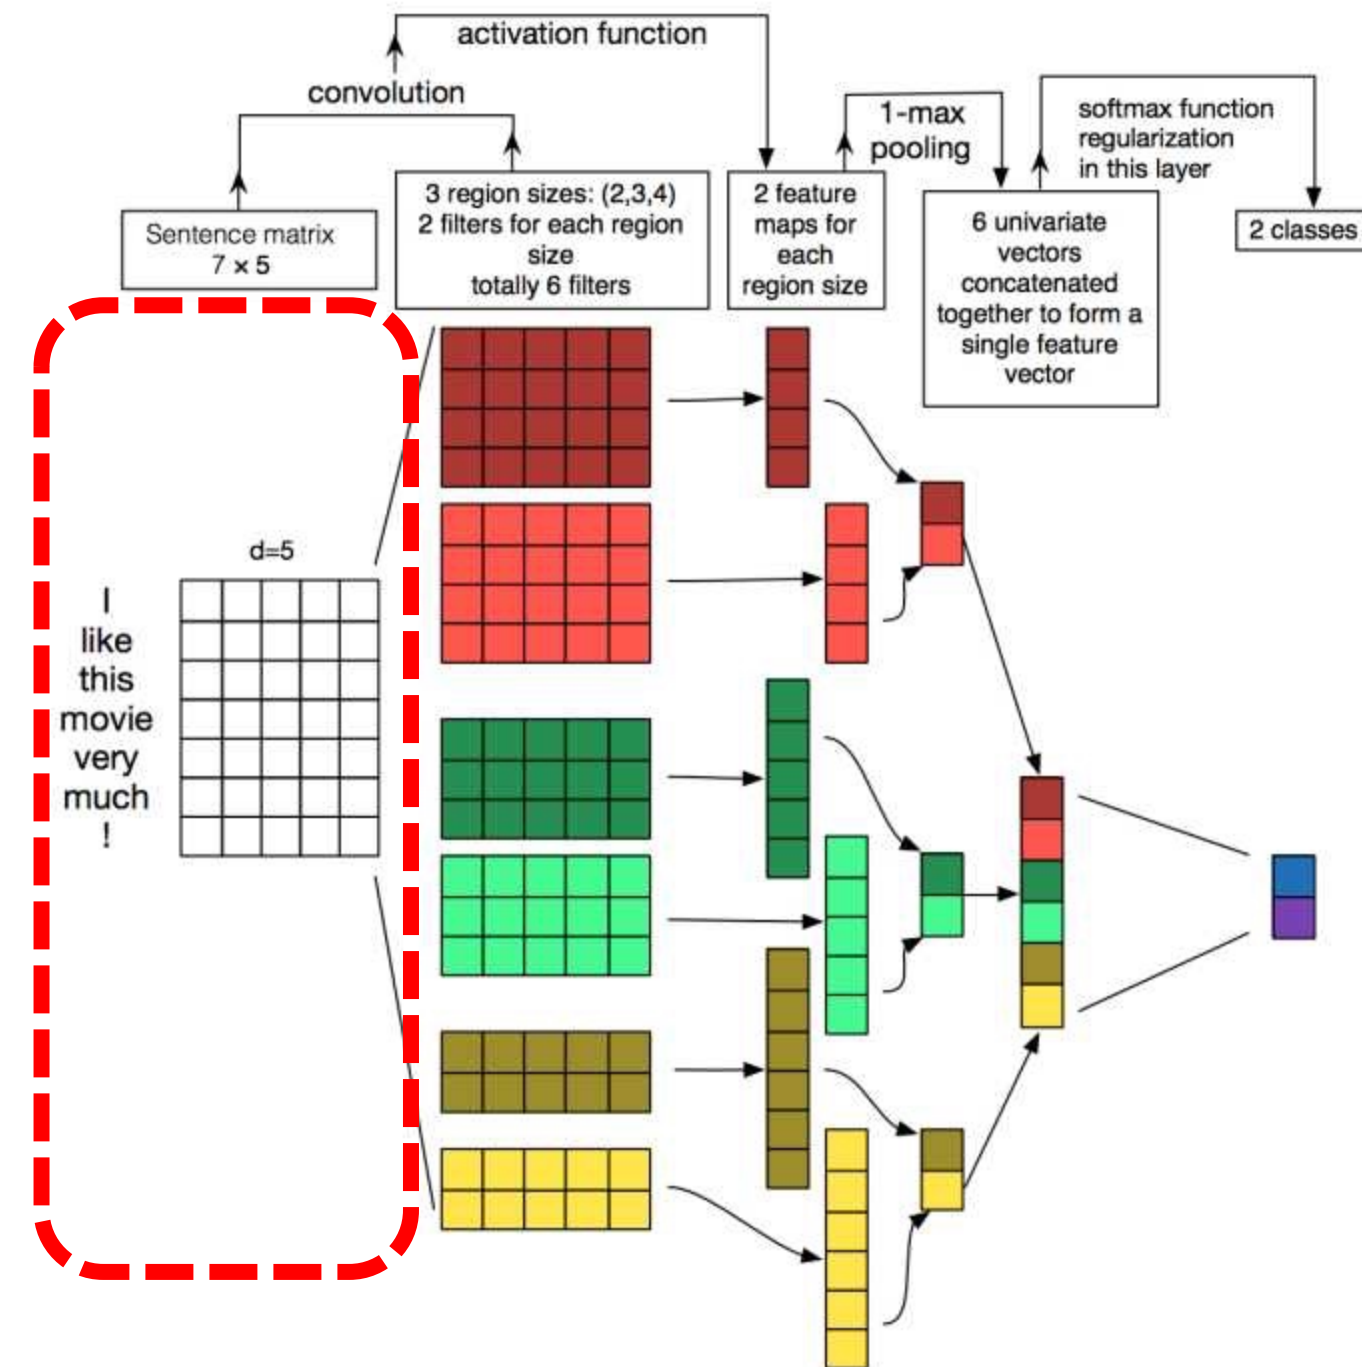 activation function
convolution
1-max
pooling
softmax function
regularization
in this layer
Sentence matrix
7 × 5
3 region sizes: (2,3,4)
2 filters for each region
size
totally 6 filters
2 feature
maps for
each
region size
6 univariate
vectors
concatenated
together to form a
single feature
vector
2 classes
d=5
I
like
this
movie
very
much
!